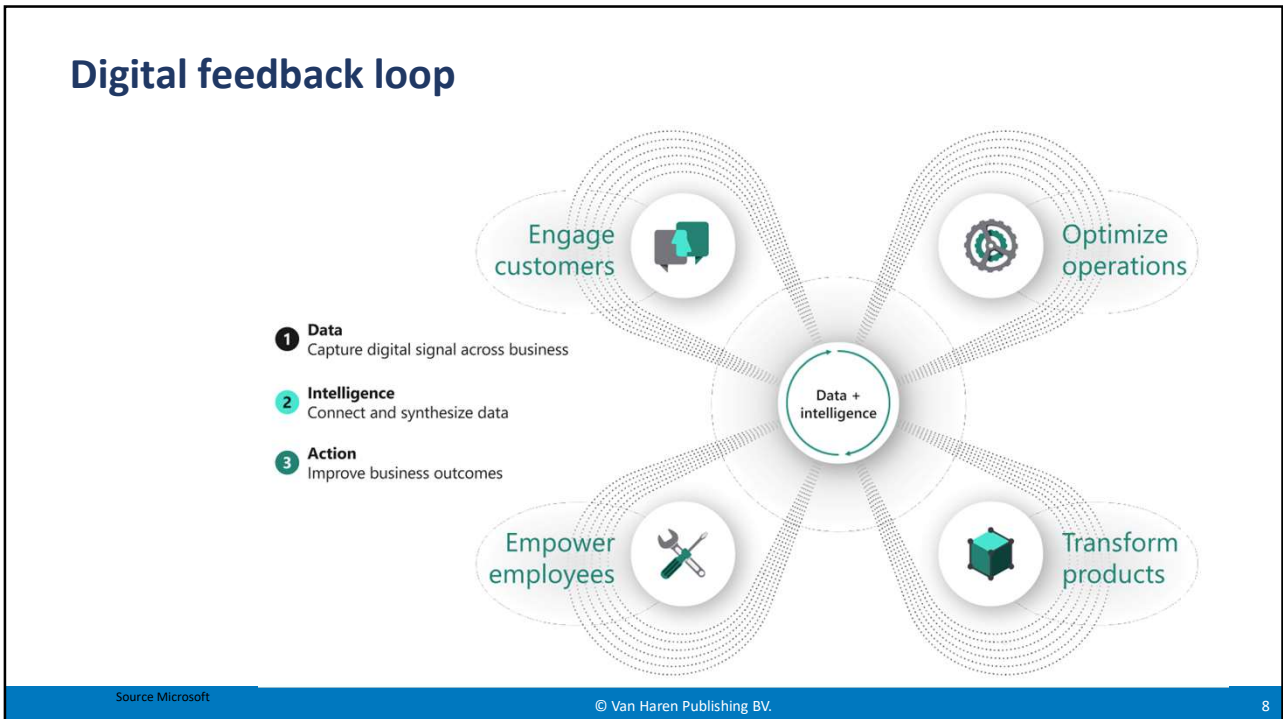 Digital feedback loop
Engage
customers
Optimize
operations
1
Data
Capture digital signal across business
2
Intelligence
Connect and synthesize data
3
Action
Improve business outcomes
Data +
intelligence
Empower
employees
Transform
products
Source Microsoft
© Van Haren Publishing BV.
8